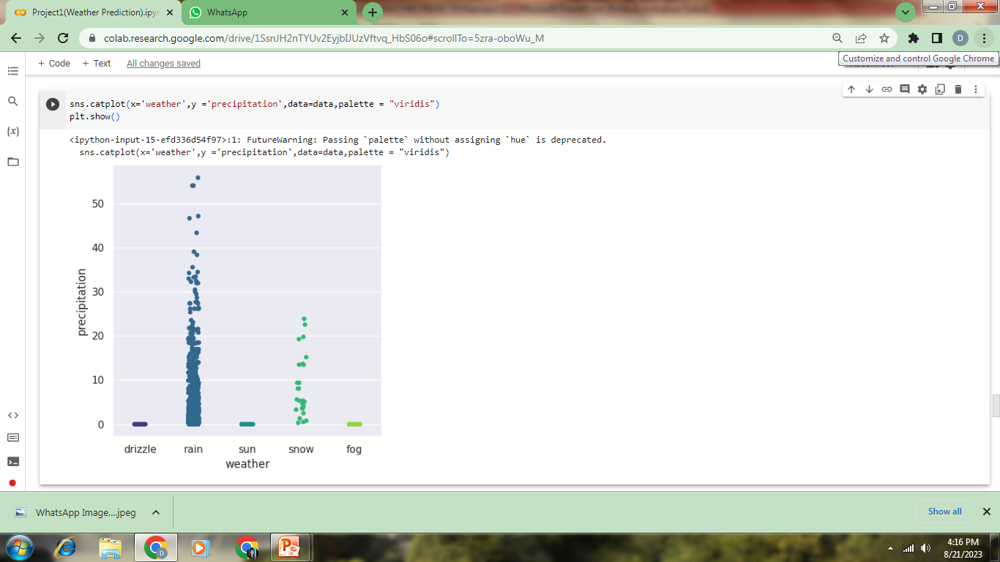 Project1(Weather Prediction).ipyn
WhatsApp
colab.research.google.com/drive/1SsnJH2nTYUv2EyjbIJUzVftvq_HbS06o#scrollTo=5zra-oboWu_M
D
Customize and control Google Chrome
+ Code + Text All changes saved
sns.catplot(x='weather',y ='precipitation',data=data,palette = "viridis")
plt.show()
<ipython-input-15-efd336d54f97>:1: FutureWarning: Passing `palette` without assigning `hue` is deprecated.
sns.catplot(x='weather',y ='precipitation',data=data,palette = "viridis")
50
40
30
20
10
0
precipitation
drizzle rain sun snow fog
weather
WhatsApp Image....jpeg
Show all
4:16 PM
8/21/2023